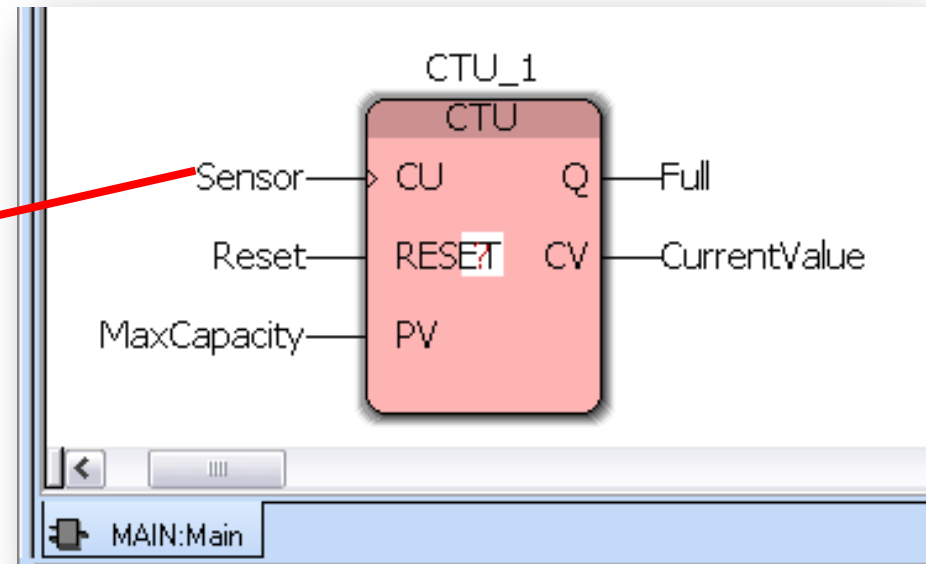 CTU_1
CTU
Sensor CU Q Full
Reset RESET ? CV CurrentValue
MaxCapacity PV
MAIN:Main